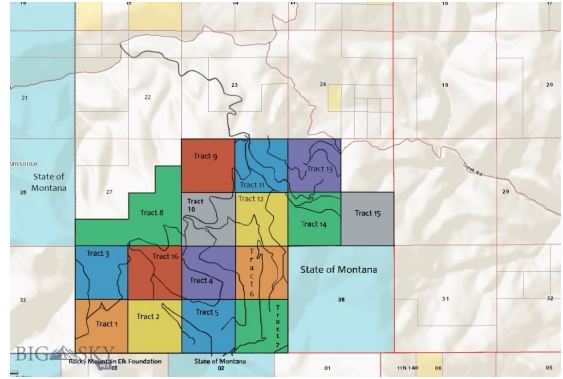 22
23
24
19
20
21
Tract 9
Tract 11
Tract 13
MISSOULA
State of
Montana
28
27
29
Tract 8
Tract
10
Tract 12
Tract 14
Tract 15
Tract 3
Tract 16
Tract 4
Tract 6
State of Montana
33
31
32
Tract 1
Tract 2
Tract 5
Tract 7
BIG SKY
Rocky Mountain Elk Foundation
State of Montana
03
02
01
06
05